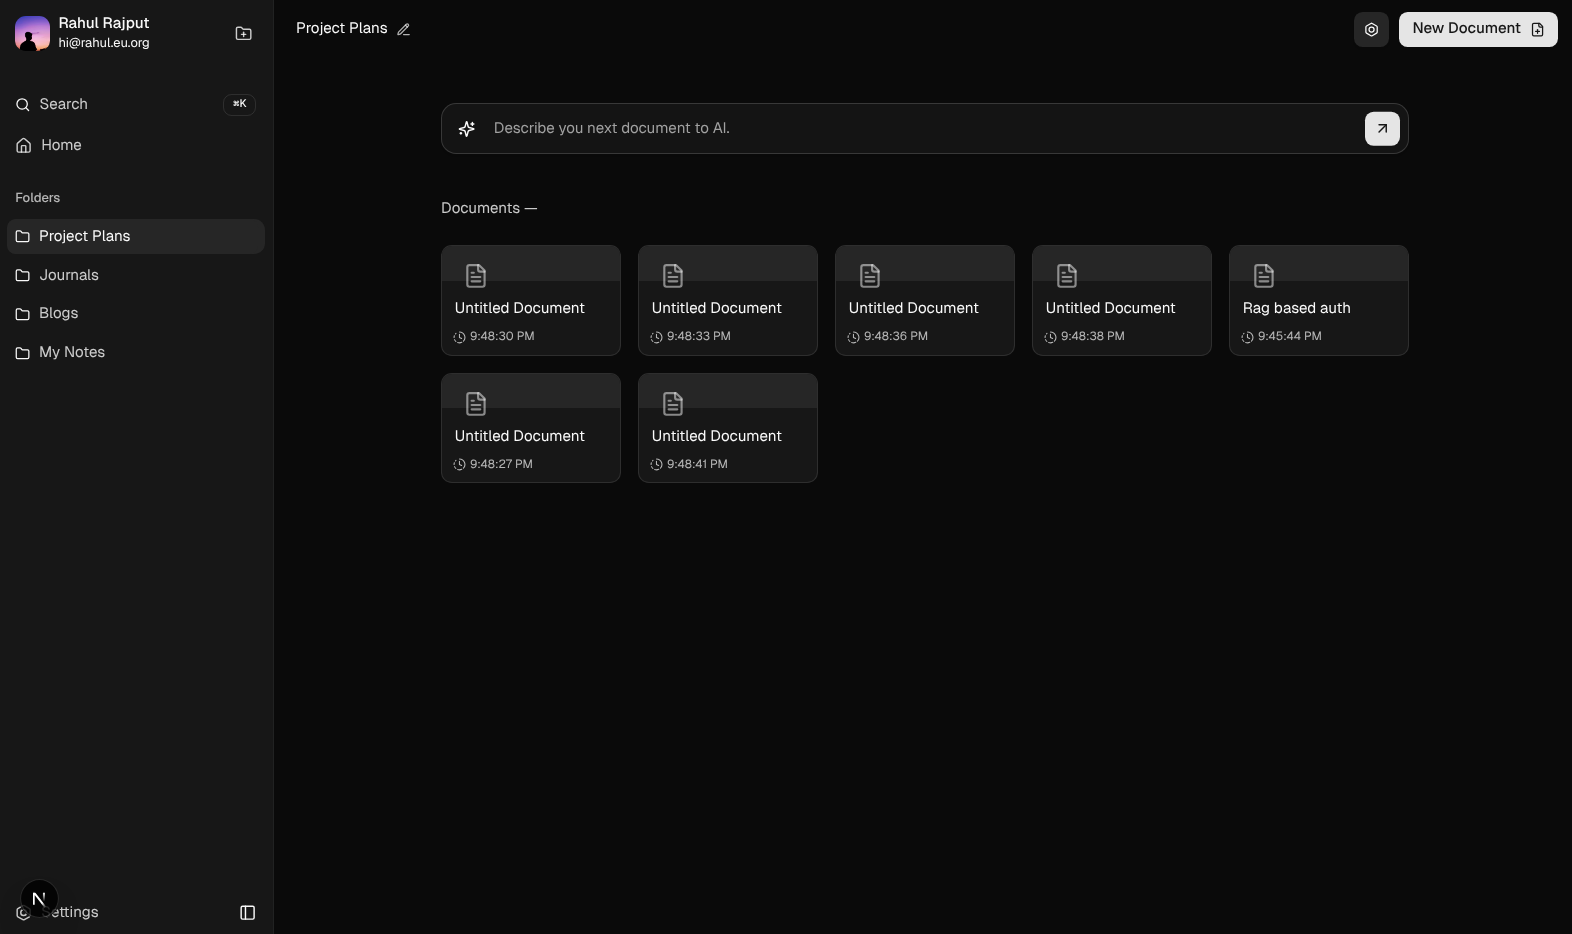 Rahul Rajput
hi@rahul.eu.org
Search ⌘K
Home
Folders
Project Plans
Journals
Blogs
My Notes
N
ettings
Project Plans
New Document
Describe you next document to AI.
Documents —
Untitled Document
9:48:30 PM
Untitled Document
9:48:33 PM
Untitled Document
9:48:36 PM
Untitled Document
9:48:38 PM
Rag based auth
9:45:44 PM
Untitled Document
9:48:27 PM
Untitled Document
9:48:41 PM